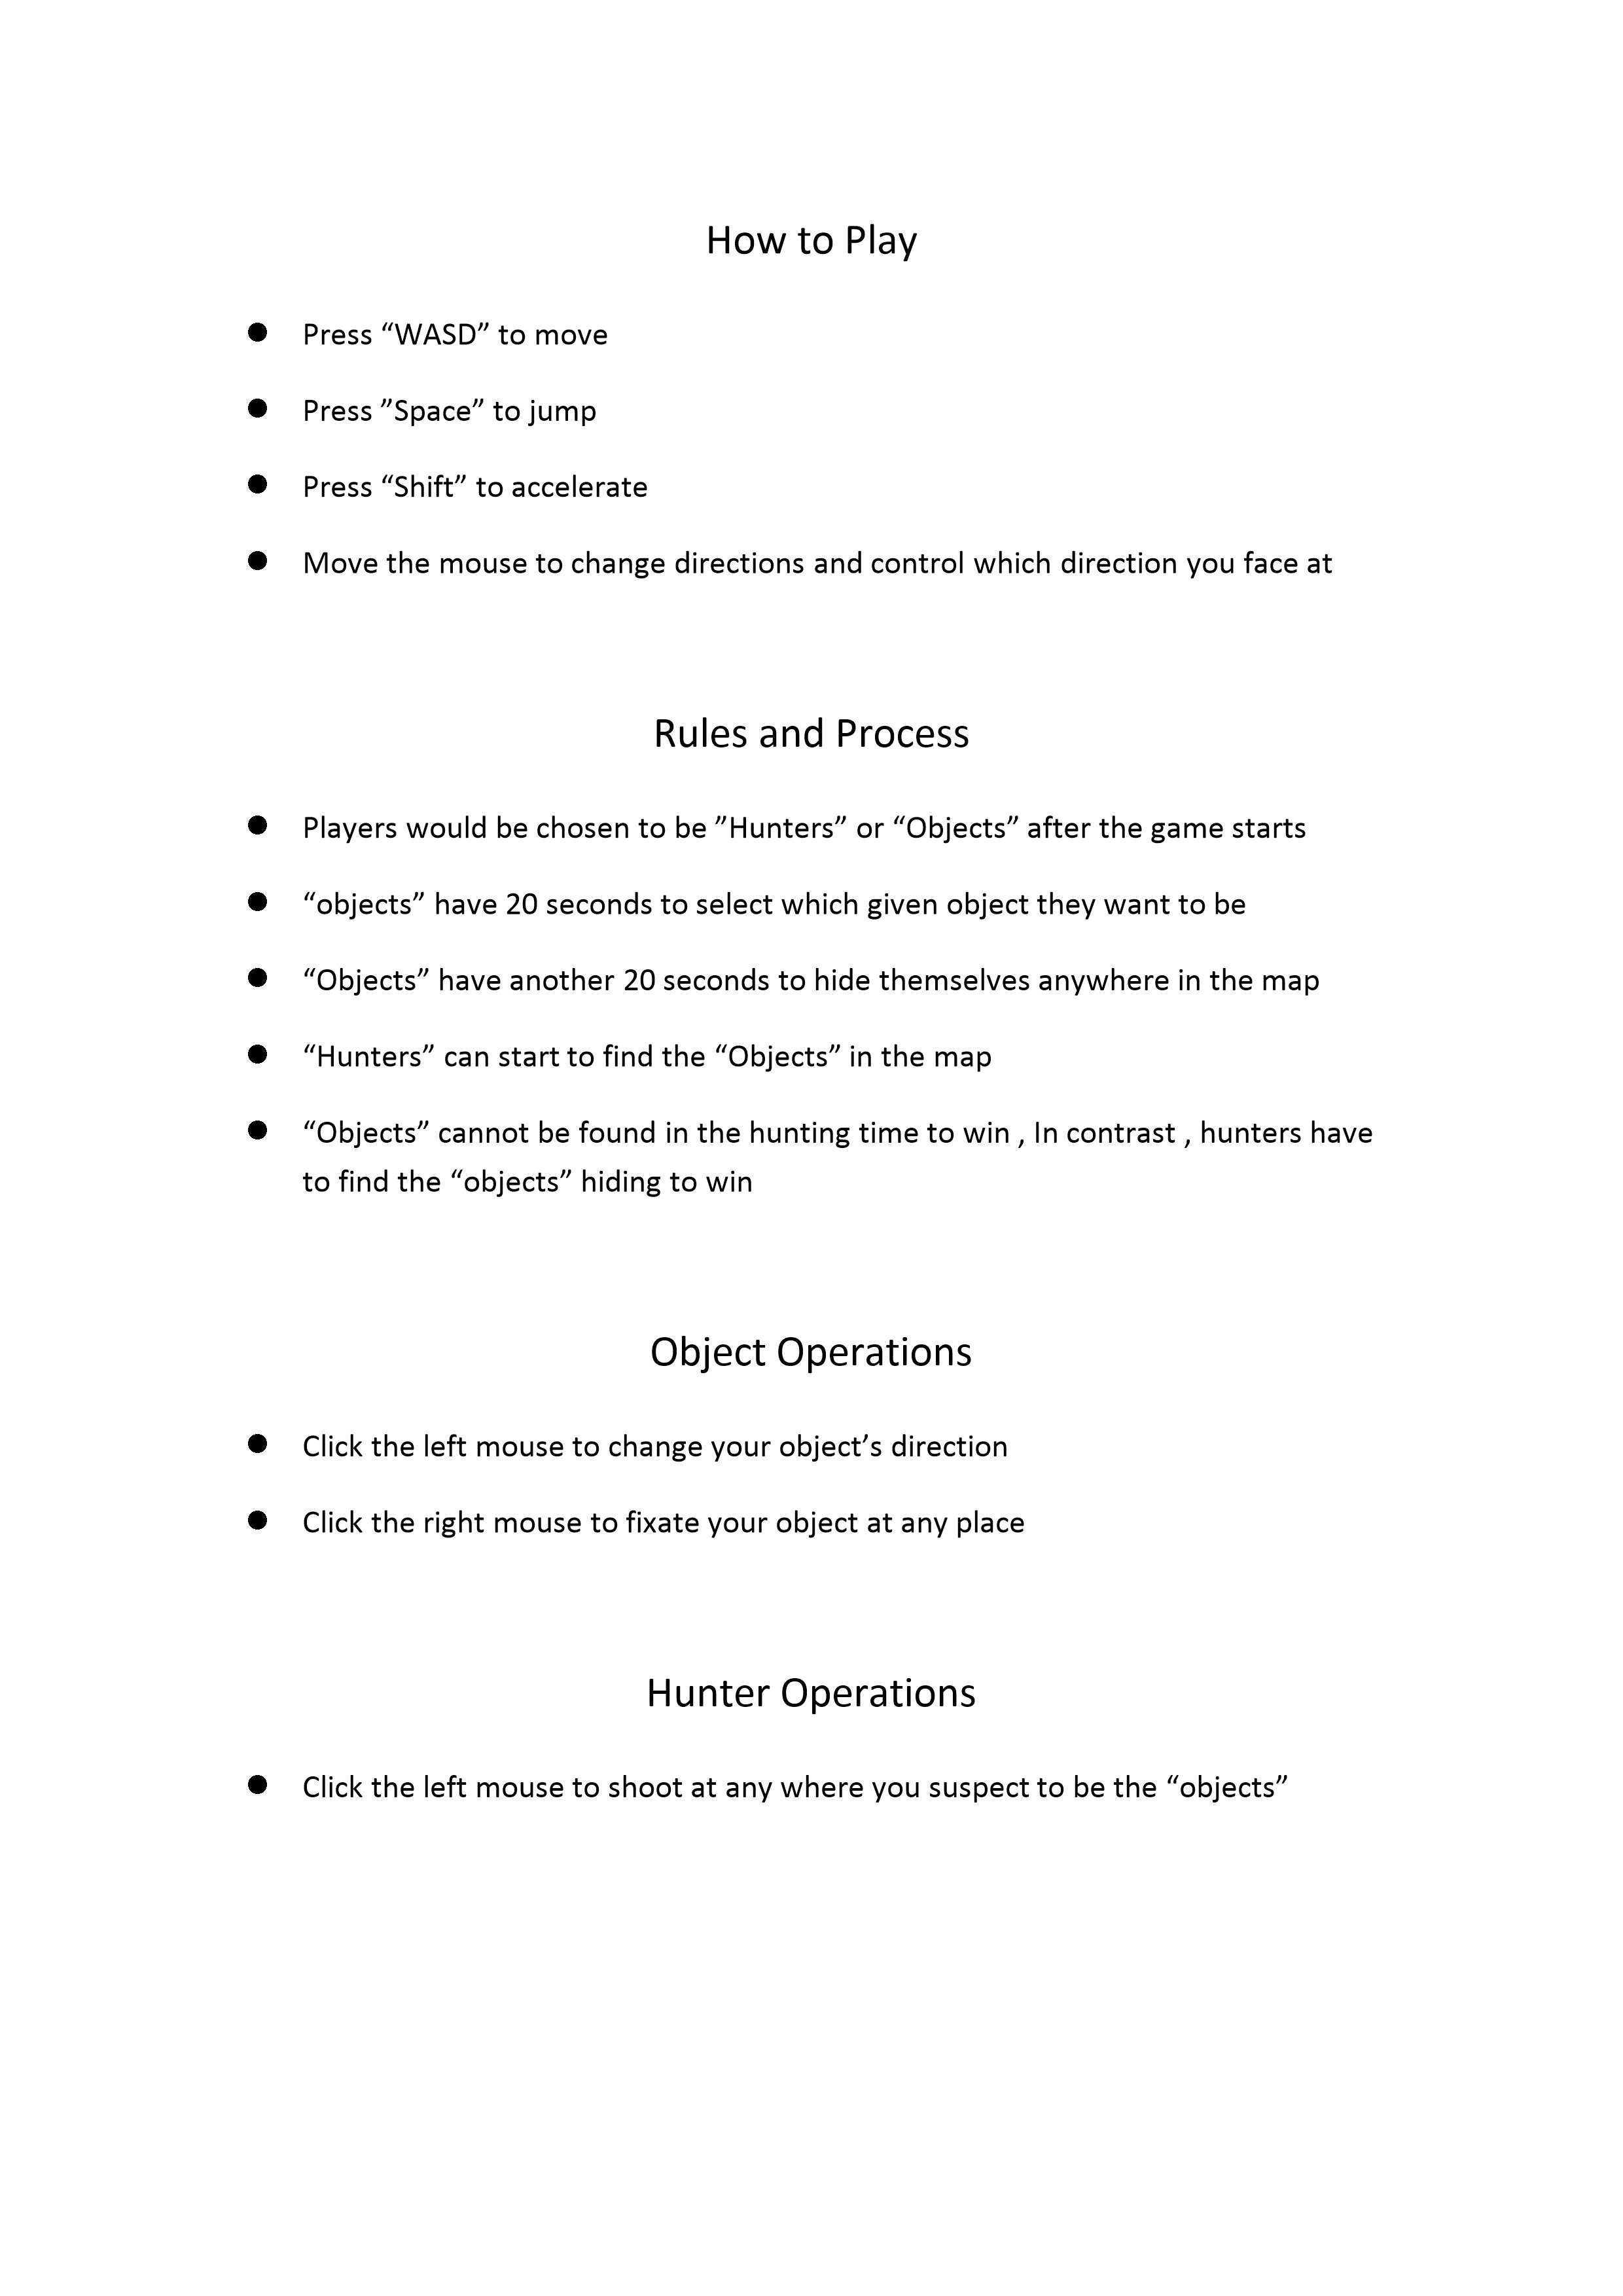 How to Play
● Press “WASD” to move
● Press ”Space” to jump
● Press “Shift” to accelerate
● Move the mouse to change directions and control which direction you face at
Rules and Process
● Players would be chosen to be ”Hunters” or “Objects” after the game starts
● “objects” have 20 seconds to select which given object they want to be
● “Objects” have another 20 seconds to hide themselves anywhere in the map
● “Hunters” can start to find the “Objects” in the map
● “Objects” cannot be found in the hunting time to win , In contrast , hunters have
to find the “objects” hiding to win
Object Operations
● Click the left mouse to change your object’s direction
● Click the right mouse to fixate your object at any place
Hunter Operations
● Click the left mouse to shoot at any where you suspect to be the “objects”